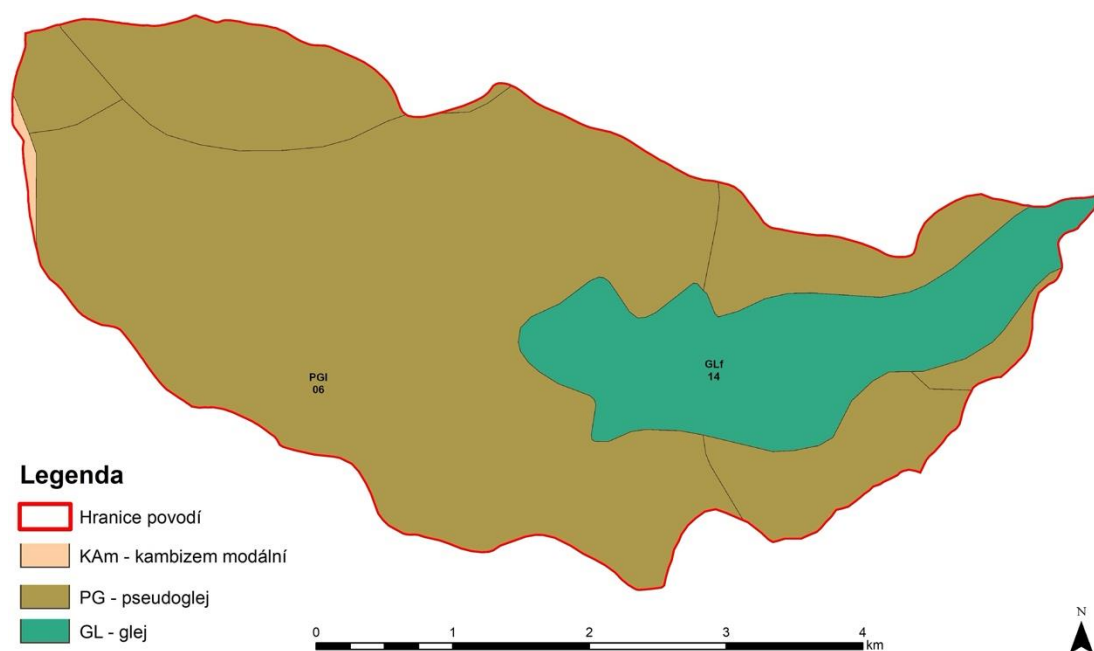 PGl
06
GLf
14
Legenda
Hranice povodí
KAm - kambizem modální
PG - pseudoglej
GL - glej
0 1 2 3 4
km
N